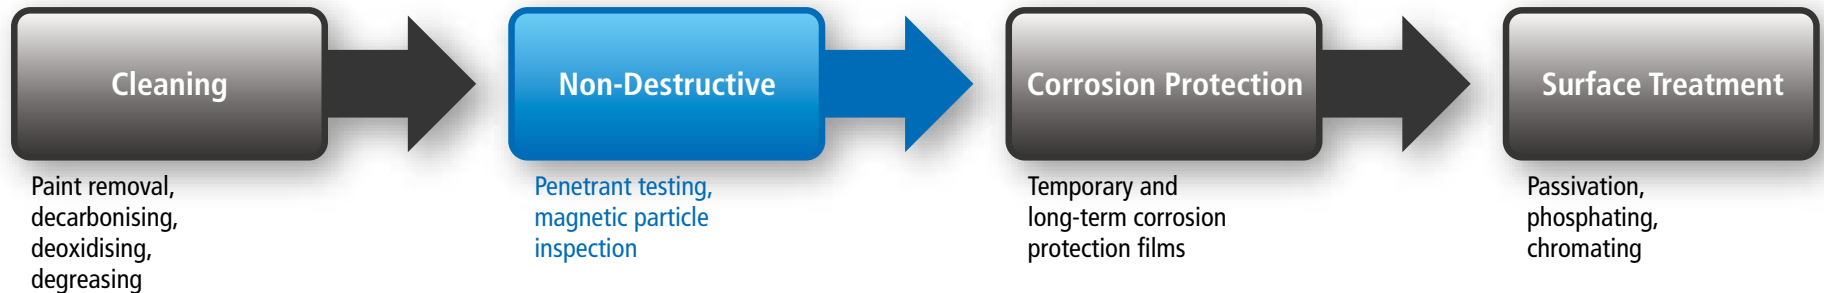 Cleaning
Paint removal,
decarbonising,
deoxidising,
degreasing
Non-Destructive
Penetrant testing,
magnetic particle
inspection
Corrosion Protection
Temporary and
long-term corrosion
protection films
Surface Treatment
Passivation,
phosphating,
chromating